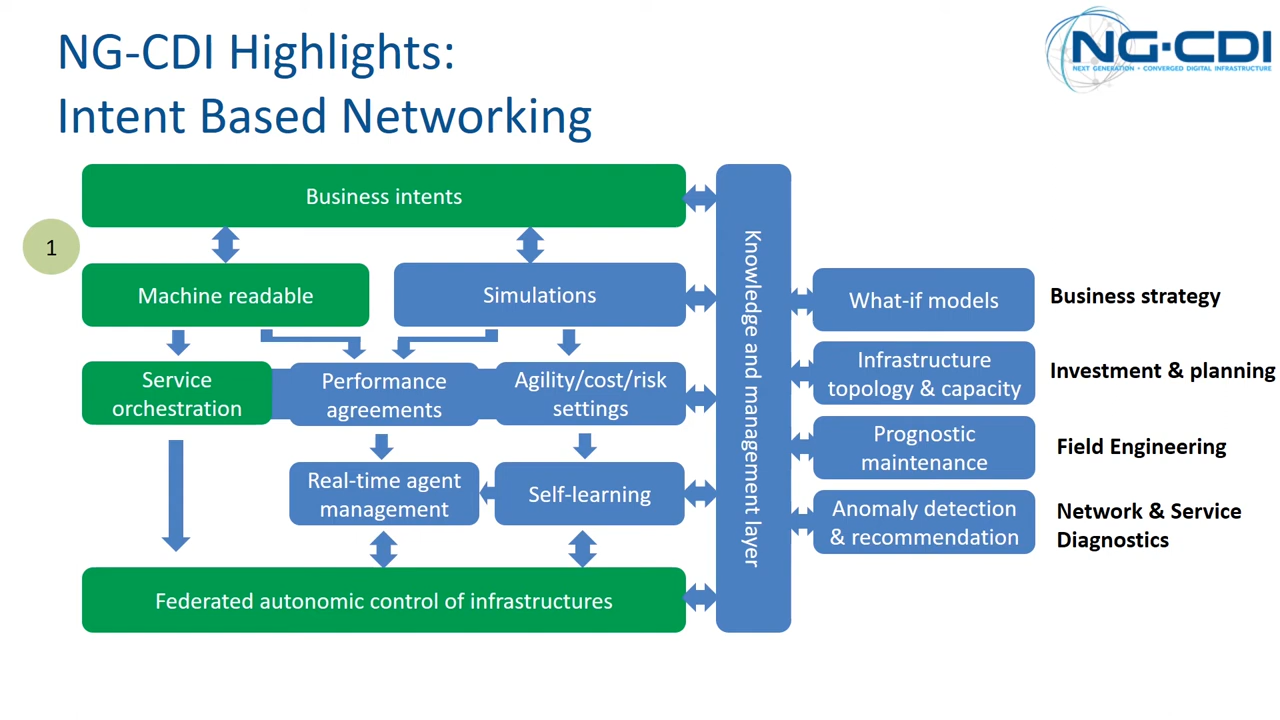 NG-CDI Highlights:
Intent Based Networking
NG-CDI
NEXT GENERATION • CONVERGED DIGITAL INFRASTRUCTURE
Business intents
1
Machine readable
Simulations
Service
orchestration
Performance
agreements
Agility/cost/risk
settings
Real-time agent
management
Self-learning
Federated autonomic control of infrastructures
Knowledge and management layer
What-if models
Business strategy
Infrastructure
topology & capacity
Investment & planning
Prognostic
maintenance
Field Engineering
Anomaly detection
& recommendation
Network & Service
Diagnostics